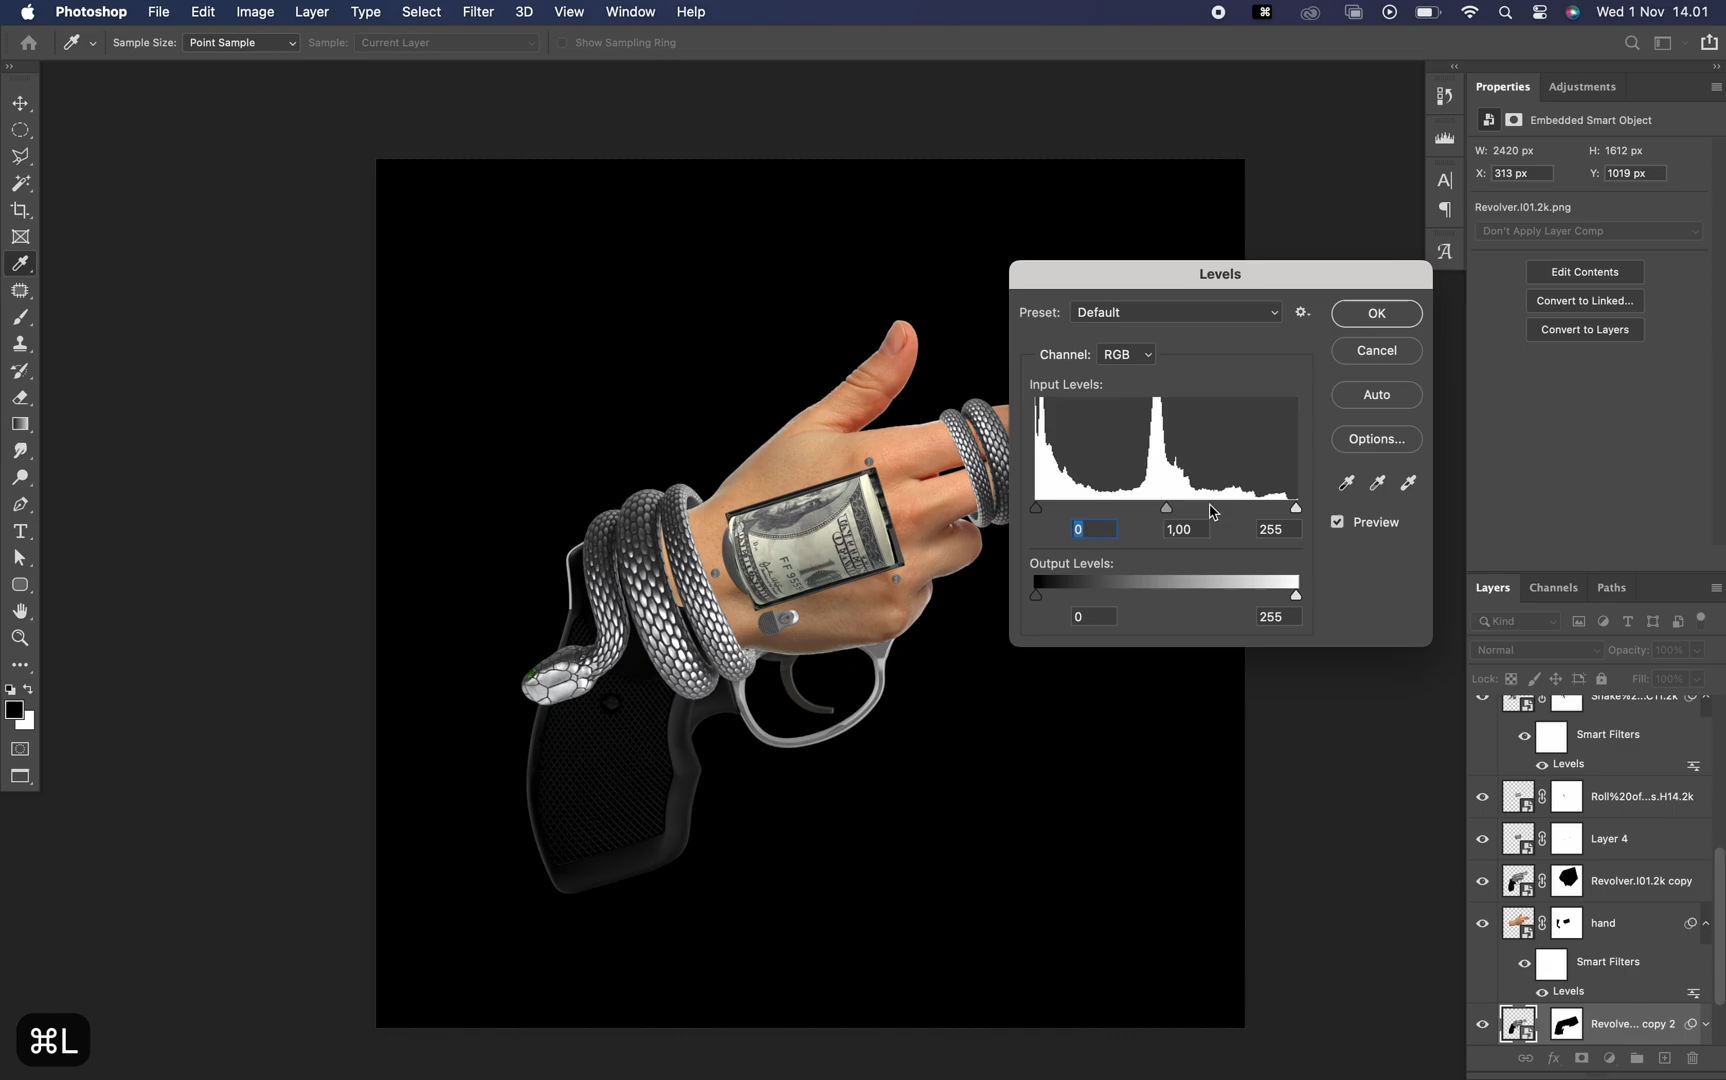 Photoshop File Edit Image Layer Type Select Filter 3D View Window Help Wed 1 Nov 14.01
Sample Size: Point Sample Sample: Current Layer Show Sampling Ring
Properties Adjustments
Embedded Smart Object
W: 2420 px H: 1612 px
X: 313 px Y: 1019 px
Revolver.I01.2k.png
Don't Apply Layer Comp
Edit Contents
Convert to Linked...
Convert to Layers
Levels
Preset: Default OK
Channel: RGB Cancel
Input Levels:
Auto
Options...
0 1,00 255 Preview
Output Levels:
0 255
Layers Channels Paths
Kind
Normal Opacity: 100%
Lock: Fill: 100%
Smart Filters
Levels
Roll%20of...s.H14.2k
Layer 4
Revolver.I01.2k copy
hand
Smart Filters
Levels
Revolve... copy 2
⌘L